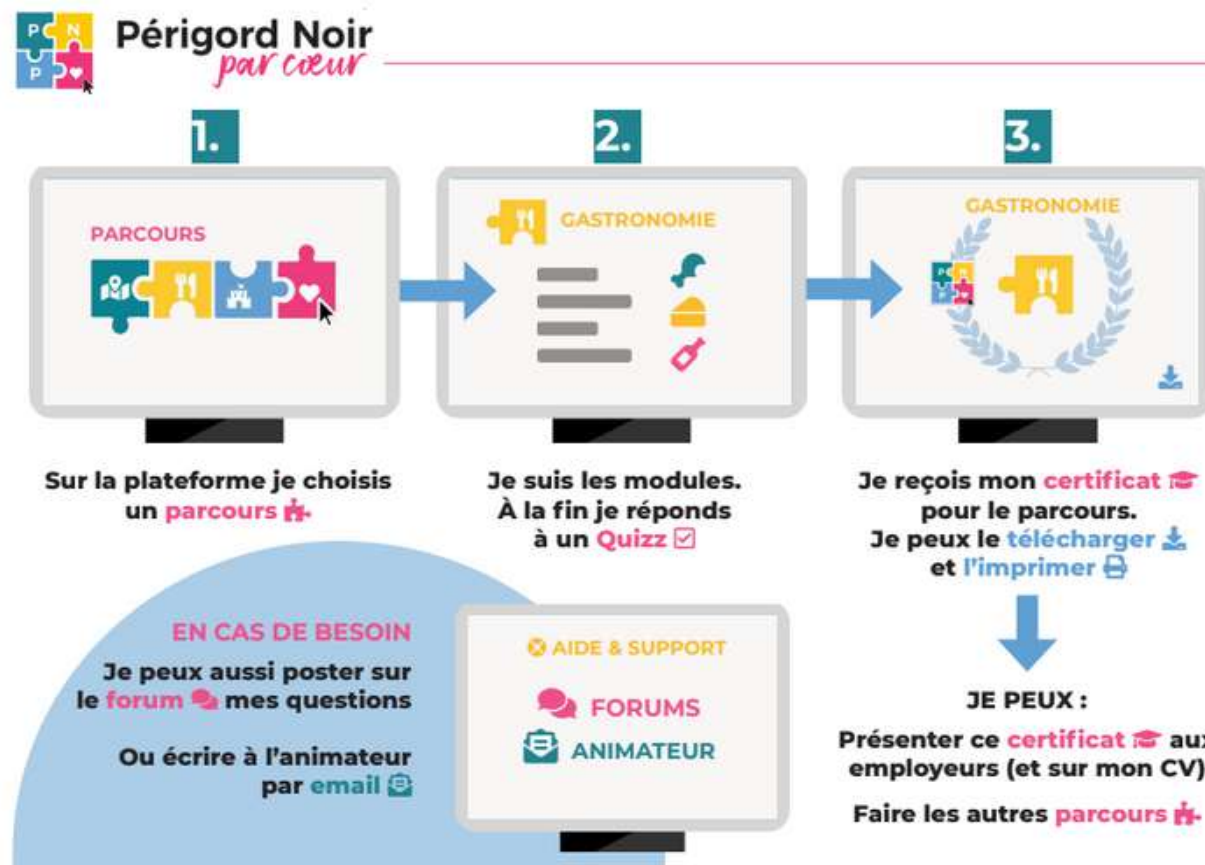 P N
P
Périgord Noir
par cœur
1.
PARCOURS
Sur la plateforme je choisis
un parcours
2.
GASTRONOMIE
Je suis les modules.
À la fin je réponds
à un Quizz
3.
GASTRONOMIE
P N
P
Je reçois mon certificat
pour le parcours.
Je peux le télécharger
et l'imprimer
JE PEUX :
Présenter ce certificat aux
employeurs (et sur mon CV)
Faire les autres parcours
EN CAS DE BESOIN
Je peux aussi poster sur
le forum mes questions
Ou écrire à l'animateur
par email
AIDE & SUPPORT
FORUMS
ANIMATEUR